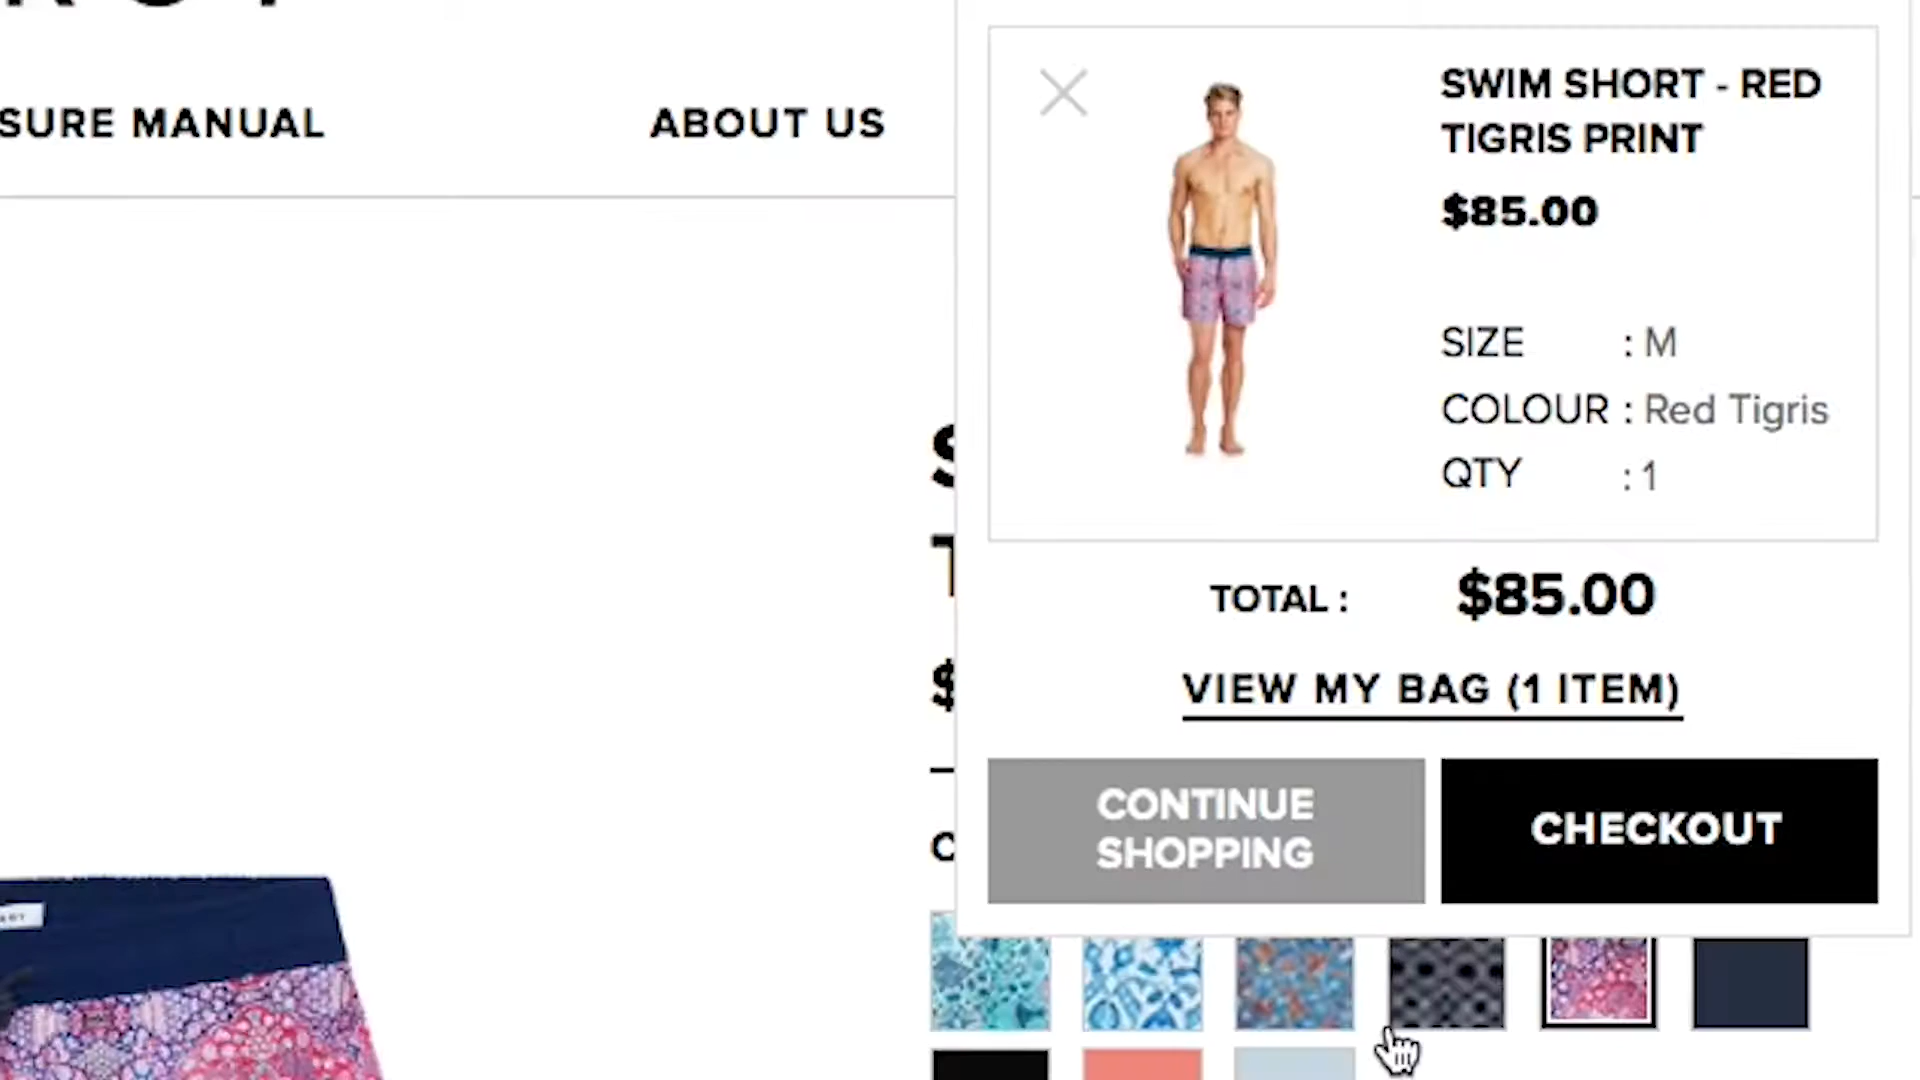 SURE MANUAL
ABOUT US
SWIM SHORT - RED
TIGRIS PRINT
$85.00
SIZE : M
COLOUR : Red Tigris
QTY : 1
TOTAL : $85.00
VIEW MY BAG (1 ITEM)
CONTINUE
SHOPPING
CHECKOUT
$